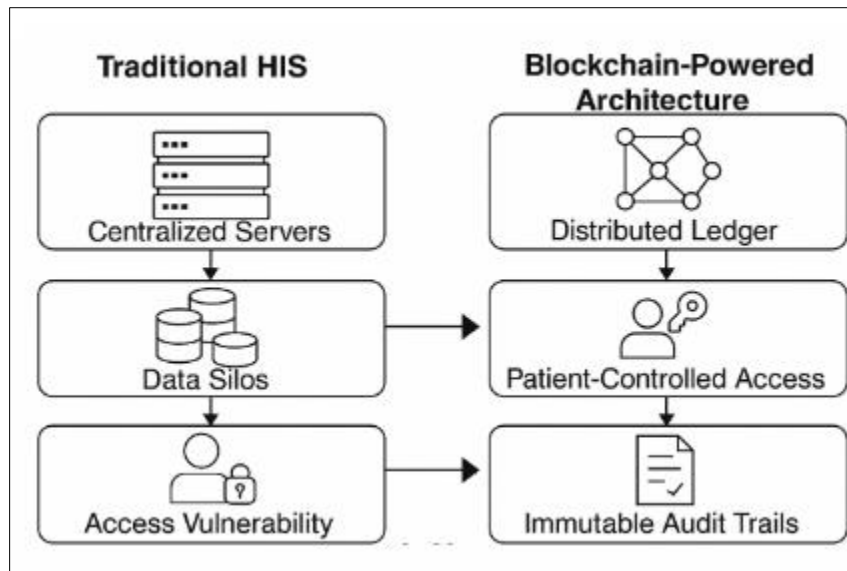 Traditional HIS
Blockchain-Powered
Architecture
Centralized Servers
Distributed Ledger
Data Silos
Patient-Controlled Access
Access Vulnerability
Immutable Audit Trails